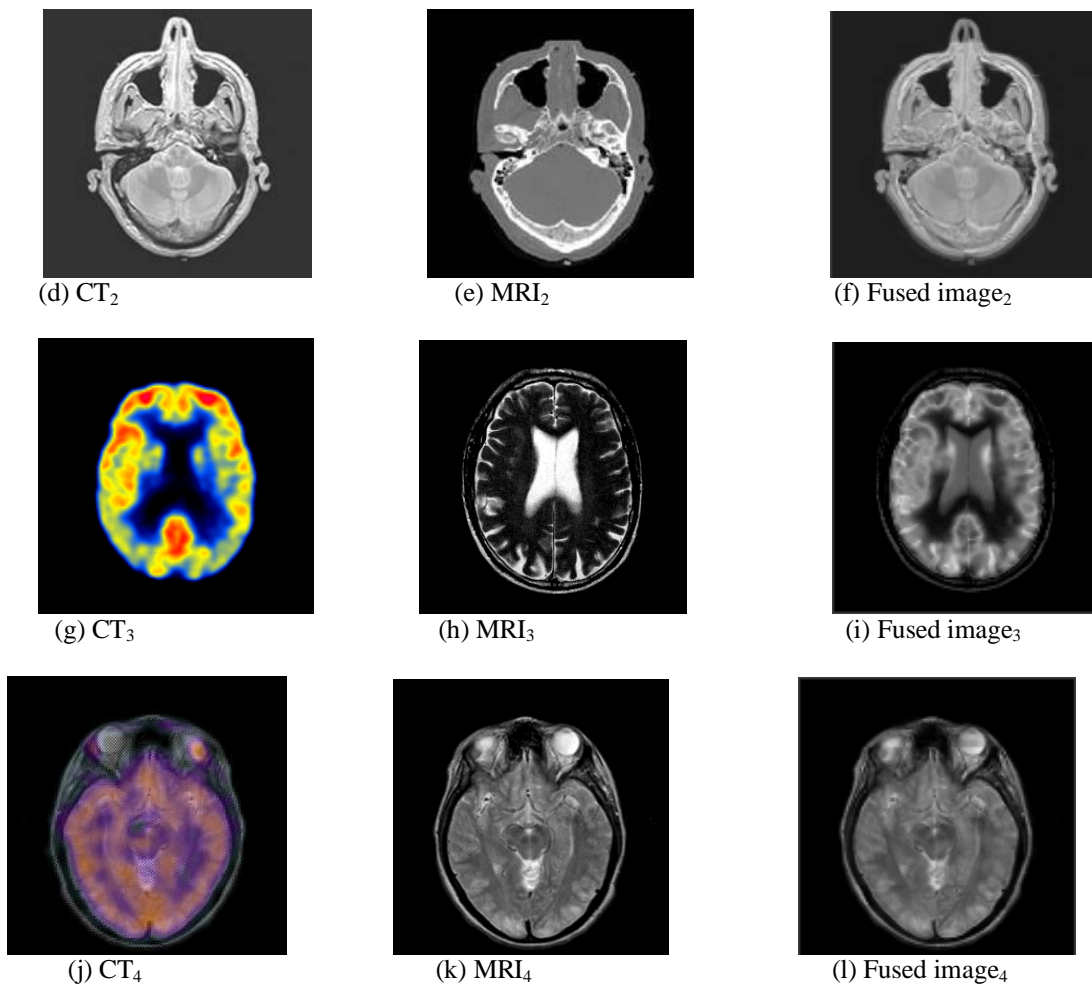 (d) CT₂ (e) MRI₂ (f) Fused image₂
(g) CT₃ (h) MRI₃ (i) Fused image₃
(j) CT₄ (k) MRI₄ (l) Fused image₄